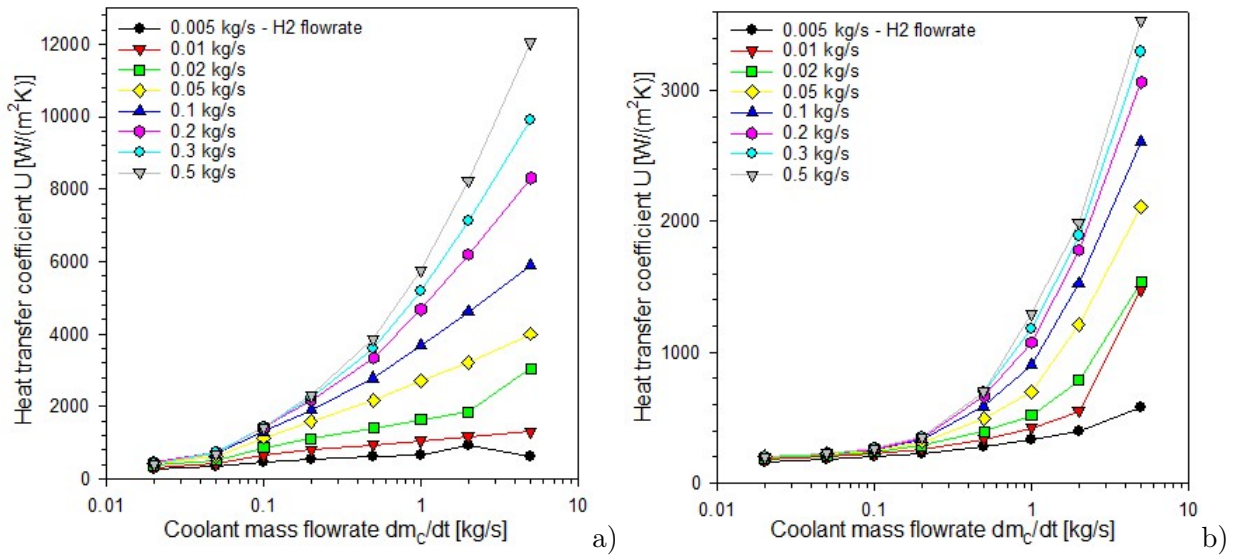 0.005 kg/s - H2 flowrate
0.01 kg/s
0.02 kg/s
0.05 kg/s
0.1 kg/s
0.2 kg/s
0.3 kg/s
0.5 kg/s
Heat transfer coefficient U [W/(m²K)]
12000
10000
8000
6000
4000
2000
0
0.01
0.1
1
10
Coolant mass flowrate dm_c/dt [kg/s]
a)
0.005 kg/s - H2 flowrate
0.01 kg/s
0.02 kg/s
0.05 kg/s
0.1 kg/s
0.2 kg/s
0.3 kg/s
0.5 kg/s
Heat transfer coefficient U [W/(m²K)]
3000
2000
1000
0
0.01
0.1
1
10
Coolant mass flowrate dm_c/dt [kg/s]
b)